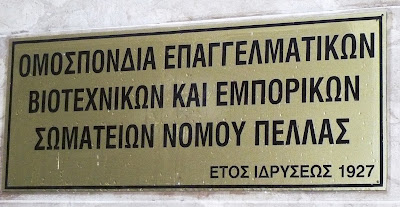 ΟΜΟΣΠΟΝΔΙΑ ΕΠΑΓΓΕΛΜΑΤΙΚΩΝ
ΒΙΟΤΕΧΝΙΚΩΝ ΚΑΙ ΕΜΠΟΡΙΚΩΝ
ΣΩΜΑΤΕΙΩΝ ΝΟΜΟΥ ΠΕΛΛΑΣ
ΕΤΟΣ ΙΔΡΥΣΕΩΣ 1927